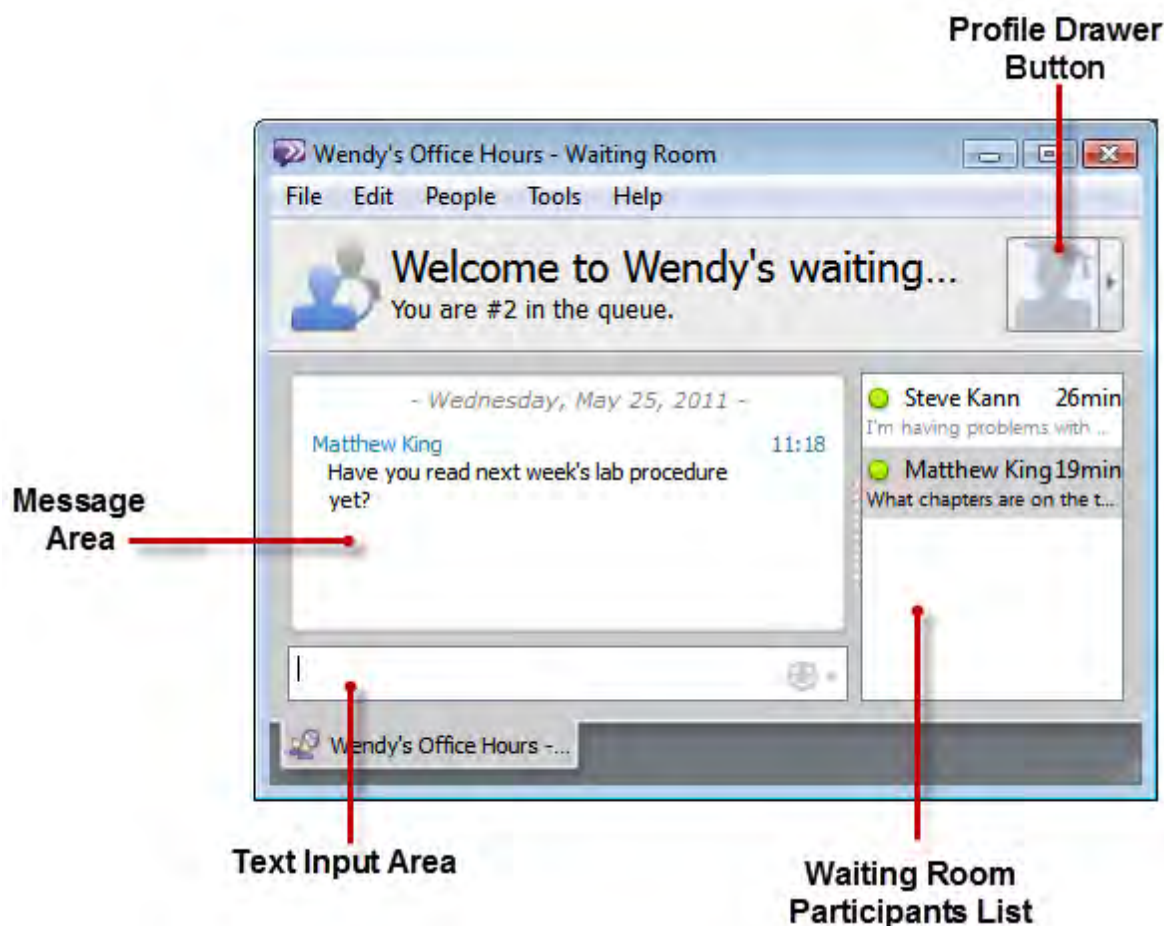 Profile Drawer
Button
Wendy's Office Hours - Waiting Room
File Edit People Tools Help
Welcome to Wendy's waiting...
You are #2 in the queue.
- Wednesday, May 25, 2011 -
Matthew King 11:18
Have you read next week's lab procedure
yet?
Steve Kann 26min
I'm having problems with ...
Matthew King 19min
What chapters are on the t...
Message
Area
Wendy's Office Hours -...
Text Input Area
Waiting Room
Participants List